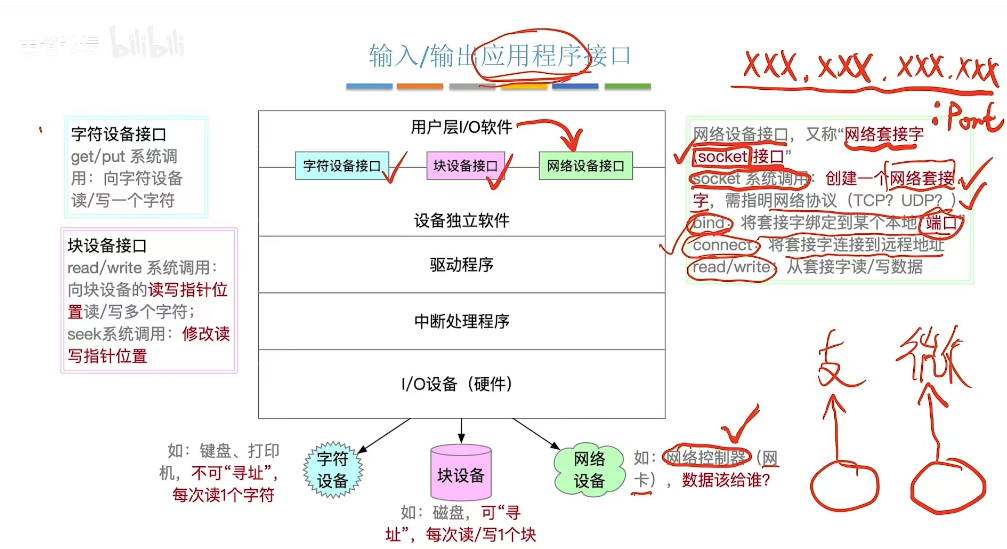 bilibili
输入/输出应用程序接口
XXX.XXX.XXX.XXX
:Port
字符设备接口
get/put 系统调
用：向字符设备
读/写一个字符
块设备接口
read/write 系统调用：
向块设备的读写指针位
置读/写多个字符；
seek系统调用：修改读
写指针位置
用户层I/O软件
字符设备接口
块设备接口
网络设备接口
设备独立软件
驱动程序
中断处理程序
I/O设备（硬件）
网络设备接口，又称“网络套接字
(socket)接口”
socket 系统调用：创建一个网络套接
字，需指明网络协议（TCP？UDP？）
bind：将套接字绑定到某个本地“端口”
connect：将套接字连接到远程地址
read/write：从套接字读/写数据
支
微
如：键盘、打印
机，不可“寻址”，
每次读1个字符
字符
设备
块设备
如：磁盘，可“寻
址”，每次读/写1个块
网络
设备
如：网络控制器（网
卡），数据该给谁？